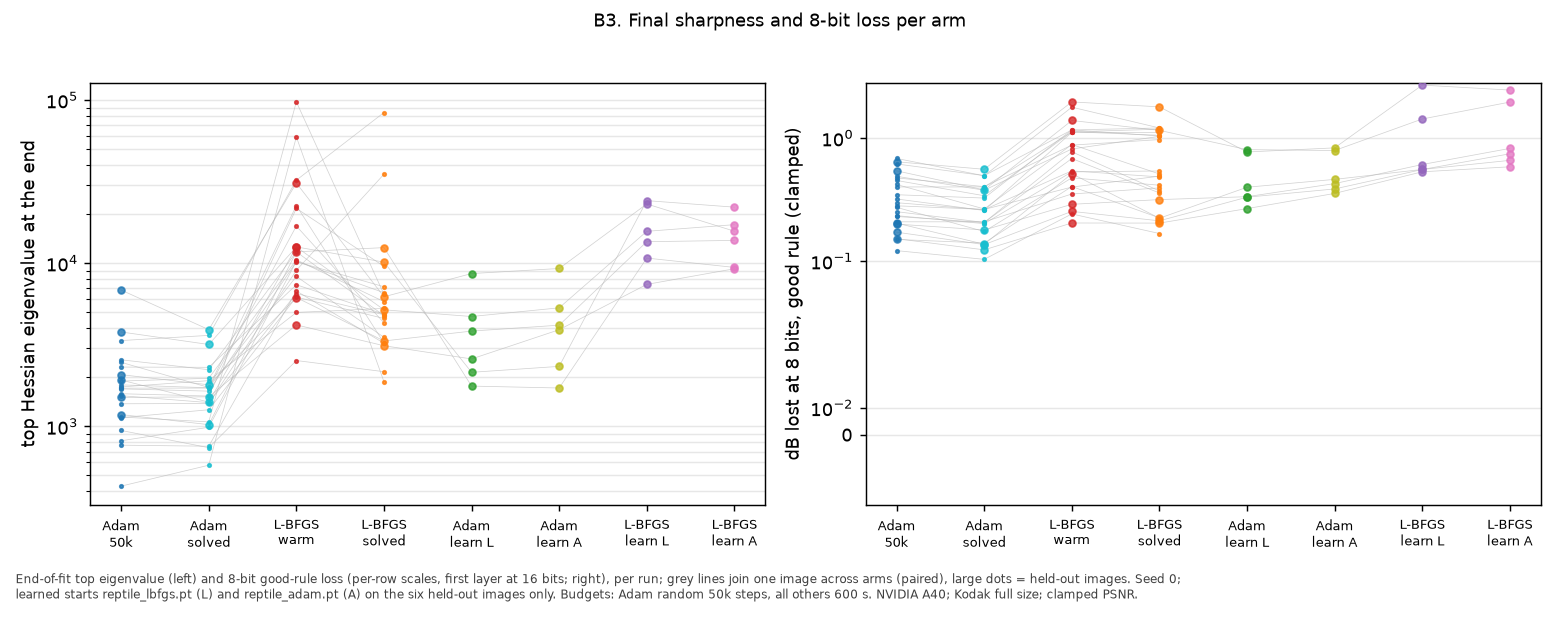 B3. Final sharpness and 8-bit loss per arm
top Hessian eigenvalue at the end
10^5
10^4
10^3
Adam 50k
Adam solved
L-BFGS warm
L-BFGS solved
Adam learn L
Adam learn A
L-BFGS learn L
L-BFGS learn A
dB lost at 8 bits, good rule (clamped)
10^0
10^-1
10^-2
0
Adam 50k
Adam solved
L-BFGS warm
L-BFGS solved
Adam learn L
Adam learn A
L-BFGS learn L
L-BFGS learn A
End-of-fit top eigenvalue (left) and 8-bit good-rule loss (per-row scales, first layer at 16 bits; right), per run; grey lines join one image across arms (paired), large dots = held-out images. Seed 0;
learned starts reptile_lbfgs.pt (L) and reptile_adam.pt (A) on the six held-out images only. Budgets: Adam random 50k steps, all others 600 s. NVIDIA A40; Kodak full size; clamped PSNR.